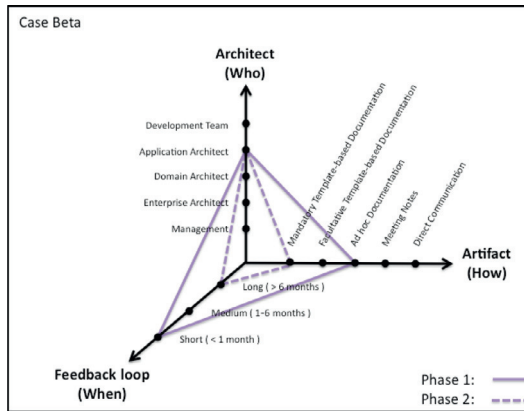 Case Beta
Architect
(Who)
Development Team
Application Architect
Domain Architect
Enterprise Architect
Management
Mandatory Template-based Documentation
Facultative Template-based Documentation
Ad hoc Documentation
Meeting Notes
Direct Communication
Artifact
(How)
Long ( > 6 months )
Medium ( 1-6 months )
Short ( < 1 month )
Feedback loop
(When)
Phase 1:
Phase 2: